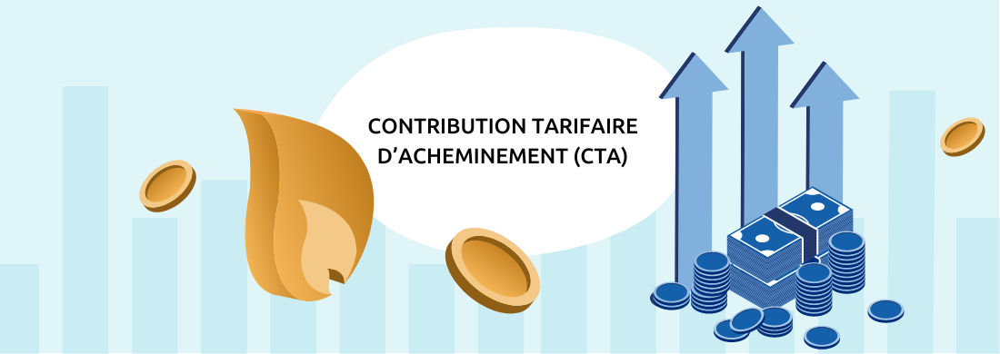 CONTRIBUTION TARIFAIRE
D’ACHEMINEMENT (CTA)